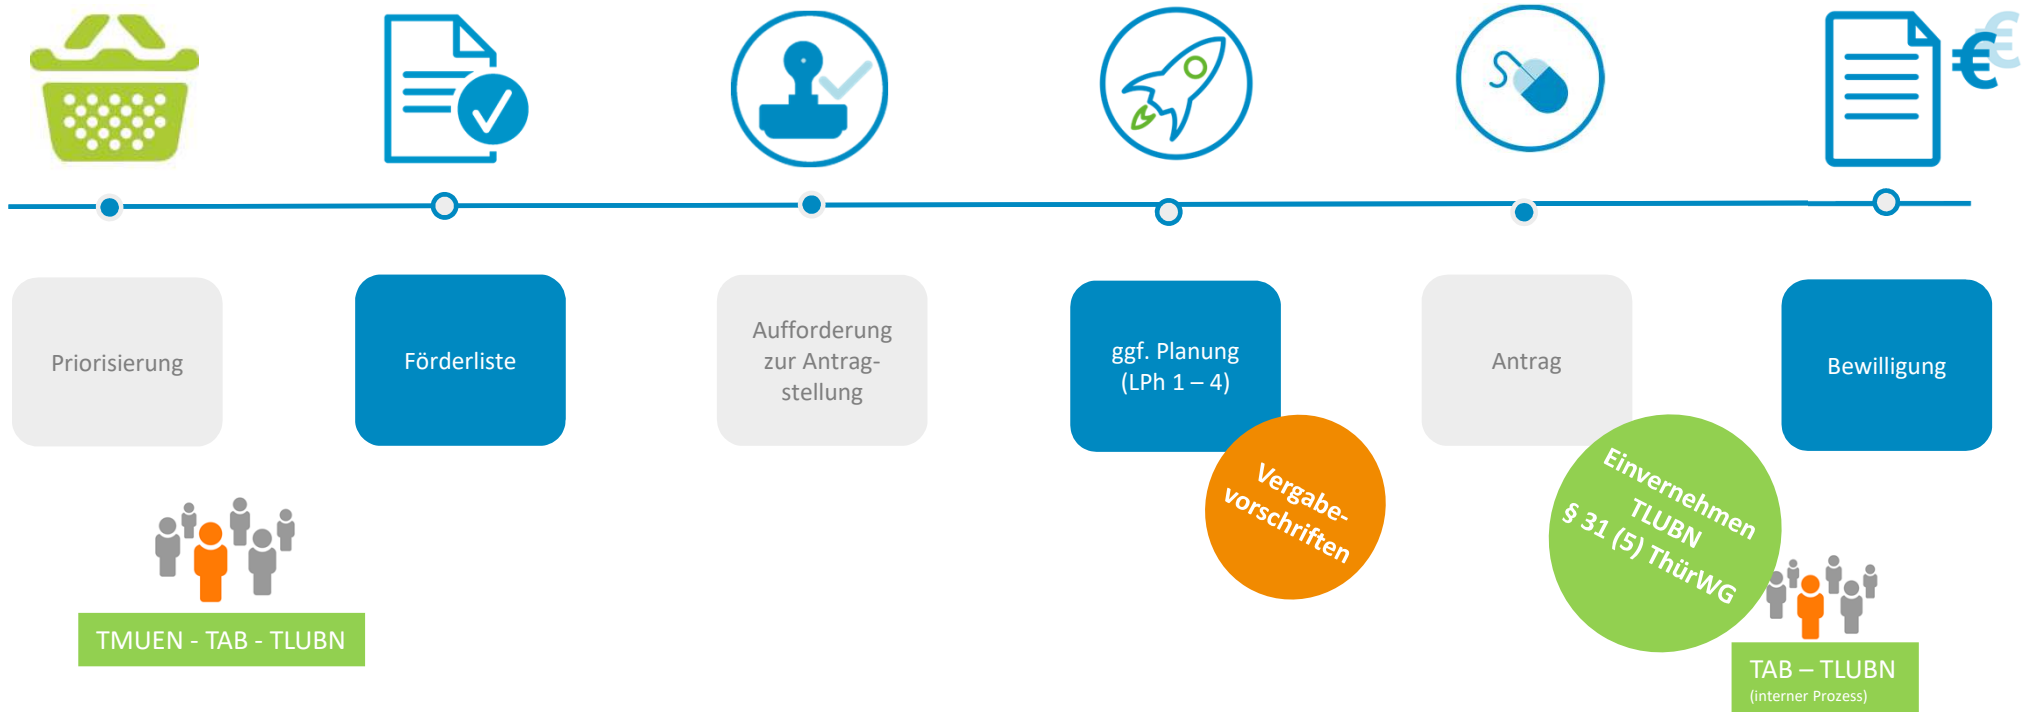 Priorisierung
Förderliste
Aufforderung
zur Antrag-
stellung
ggf. Planung
(LPh 1 – 4)
Antrag
Bewilligung
Vergabe-
vorschriften
Einvernehmen
TLUBN
§ 31 (5) ThürWG
TMUEN - TAB - TLUBN
TAB – TLUBN
(interner Prozess)
€
€